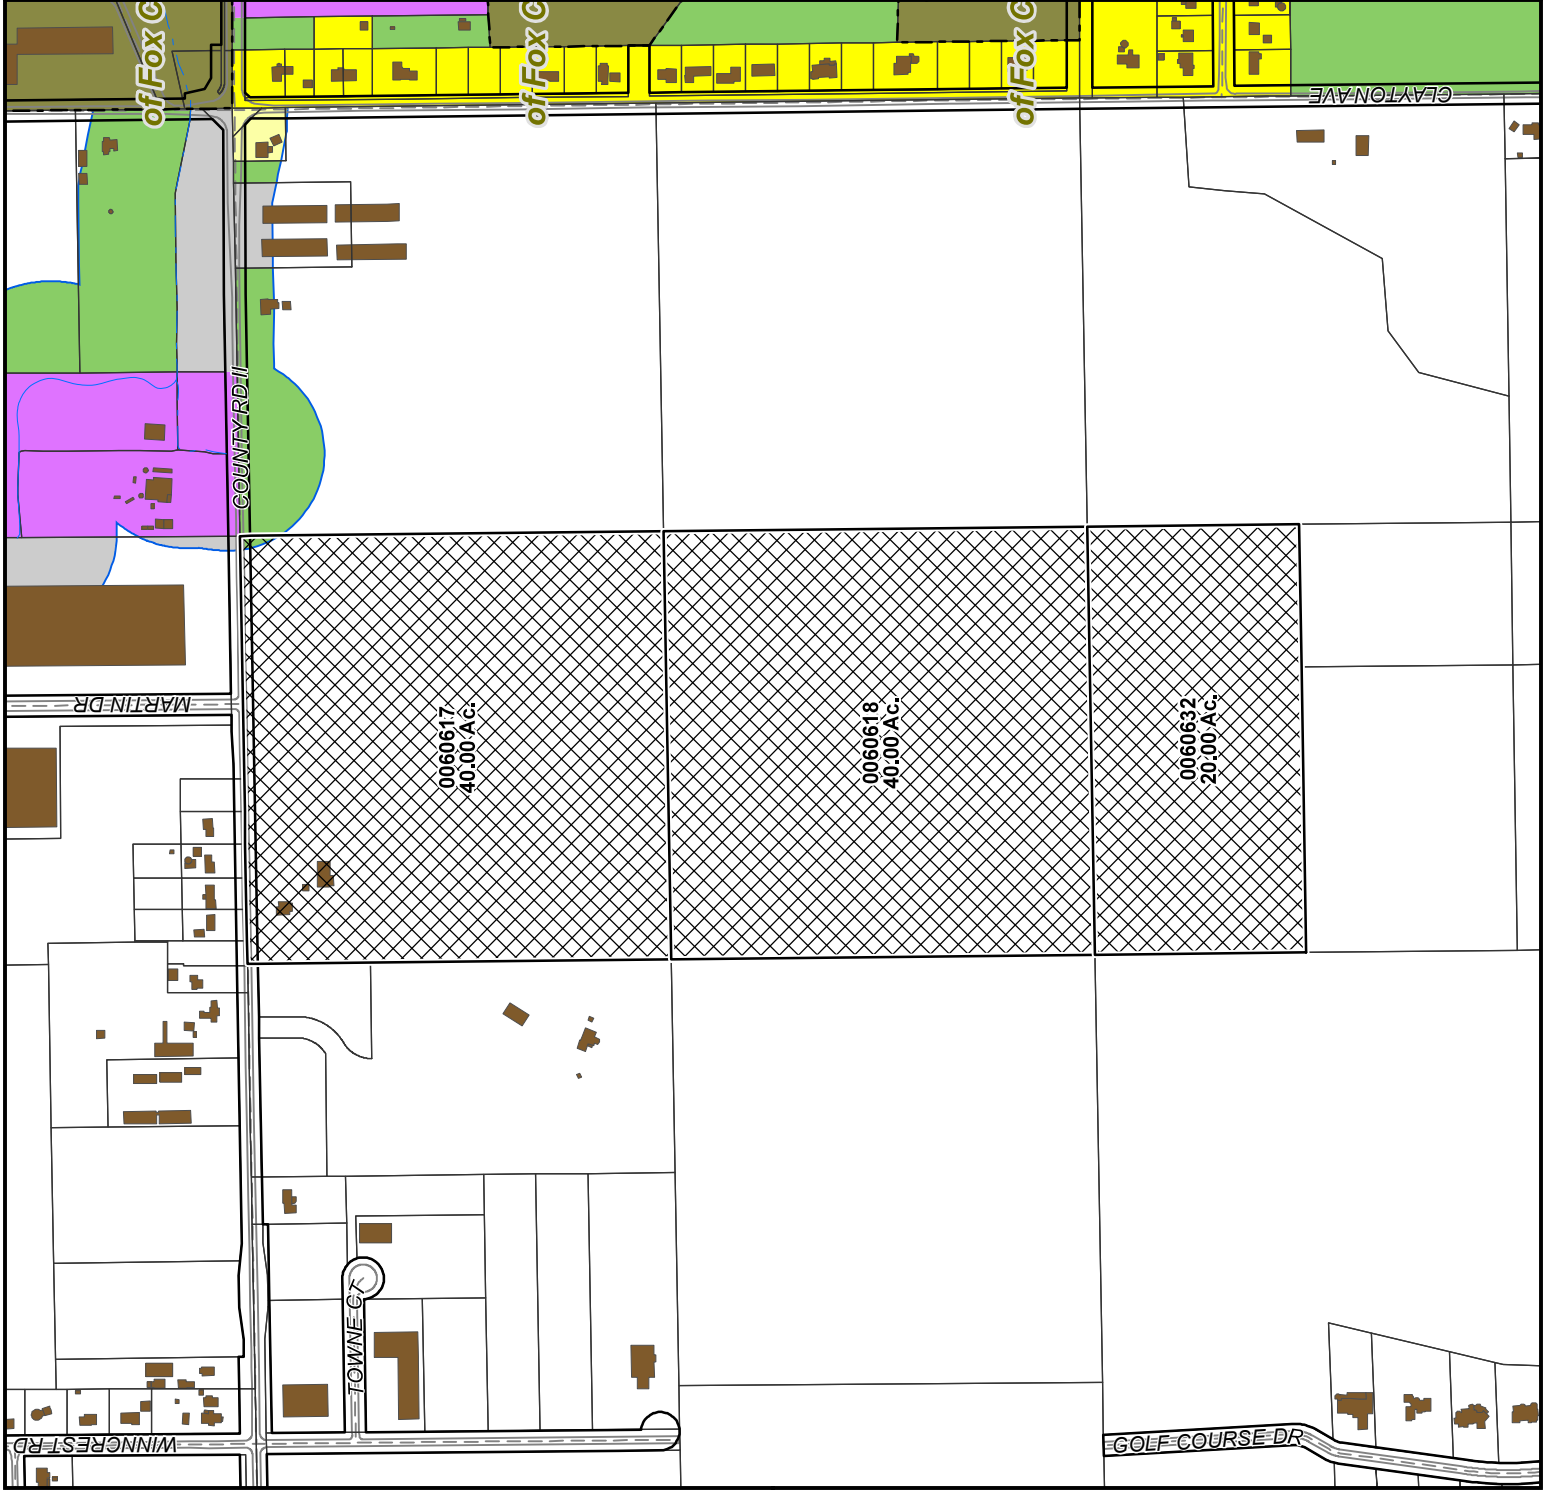 of Fox C
of Fox C
of Fox C
CLAYTON AVE
COUNTY RD II
MARTIN DR
0060617
40.00 Ac.
0060618
40.00 Ac.
0060632
20.00 Ac.
TOWNE CT
WINNCREST RD
GOLF COURSE DR